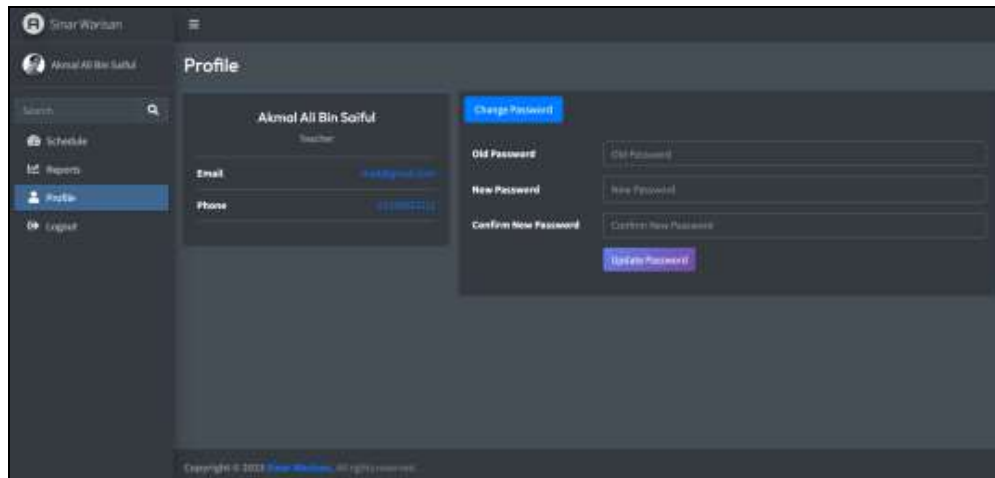 Sinar Warisan
Akmal Ali Bin Saiful
Search
Schedule
Reports
Profile
Logout
Profile
Akmal Ali Bin Saiful
Teacher
Email
Phone
Change Password
Old Password
Old Password
New Password
New Password
Confirm New Password
Confirm New Password
Update Password
Copyright © 2023 Sinar Warisan. All rights reserved.